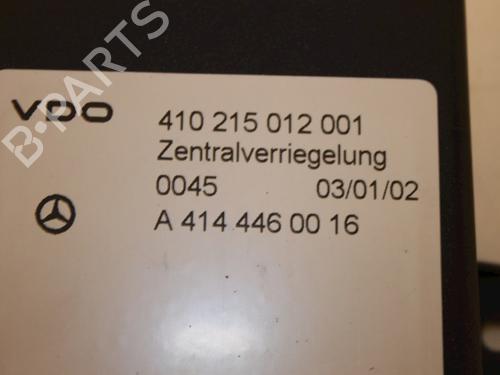 VDO
410 215 012 001
Zentralverriegelung
0045 03/01/02
A 414 446 00 16
B-PARTS